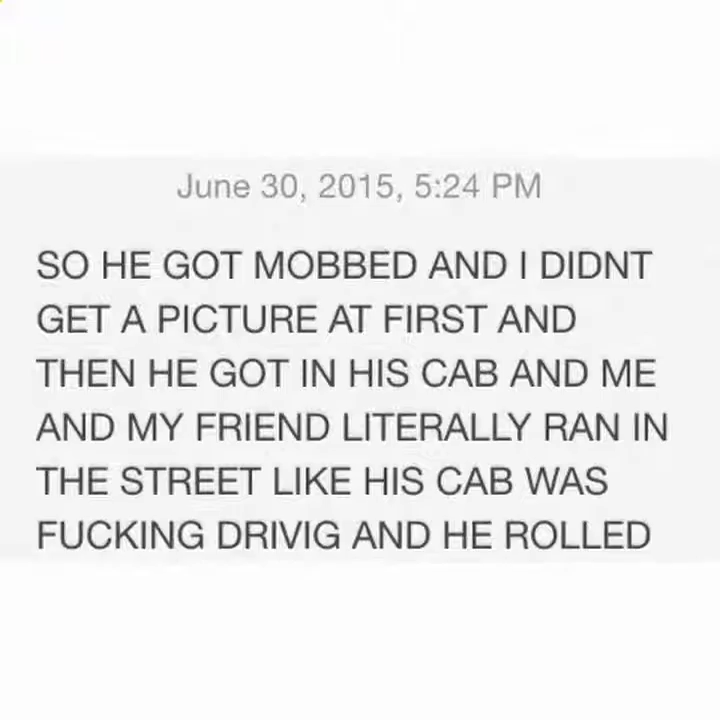 June 30, 2015, 5:24 PM
SO HE GOT MOBBED AND I DIDNT
GET A PICTURE AT FIRST AND
THEN HE GOT IN HIS CAB AND ME
AND MY FRIEND LITERALLY RAN IN
THE STREET LIKE HIS CAB WAS
FUCKING DRIVIG AND HE ROLLED